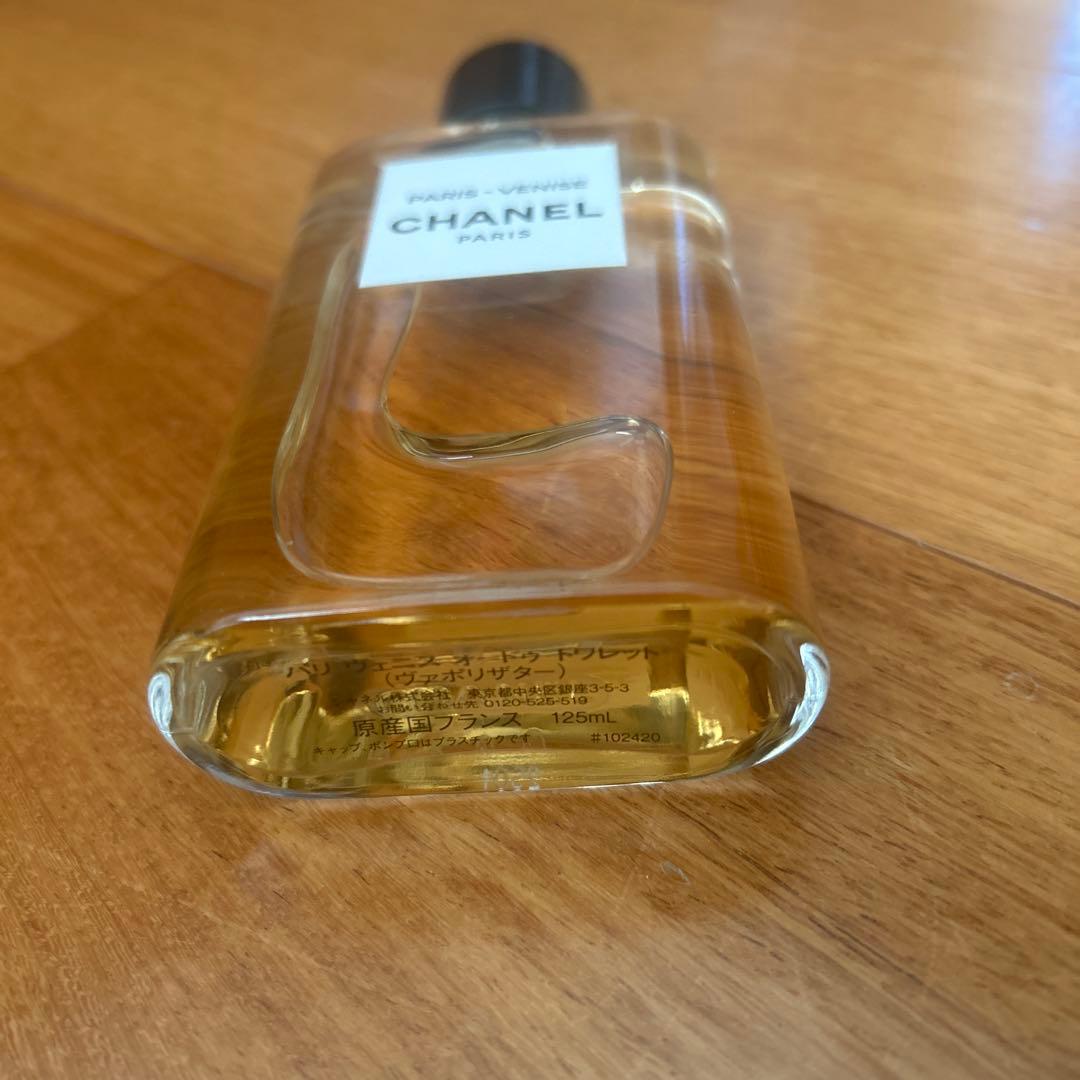 PARIS - VENISE
CHANEL
PARIS
パリ ヴェニス オー ドゥ トワレット
(ヴァポリザター)
シャネル株式会社 東京都中央区銀座3-5-3
お問い合わせ先 0120-525-519
原産国フランス 125mL
キャップ、ポンプ口はプラスチックです #102420